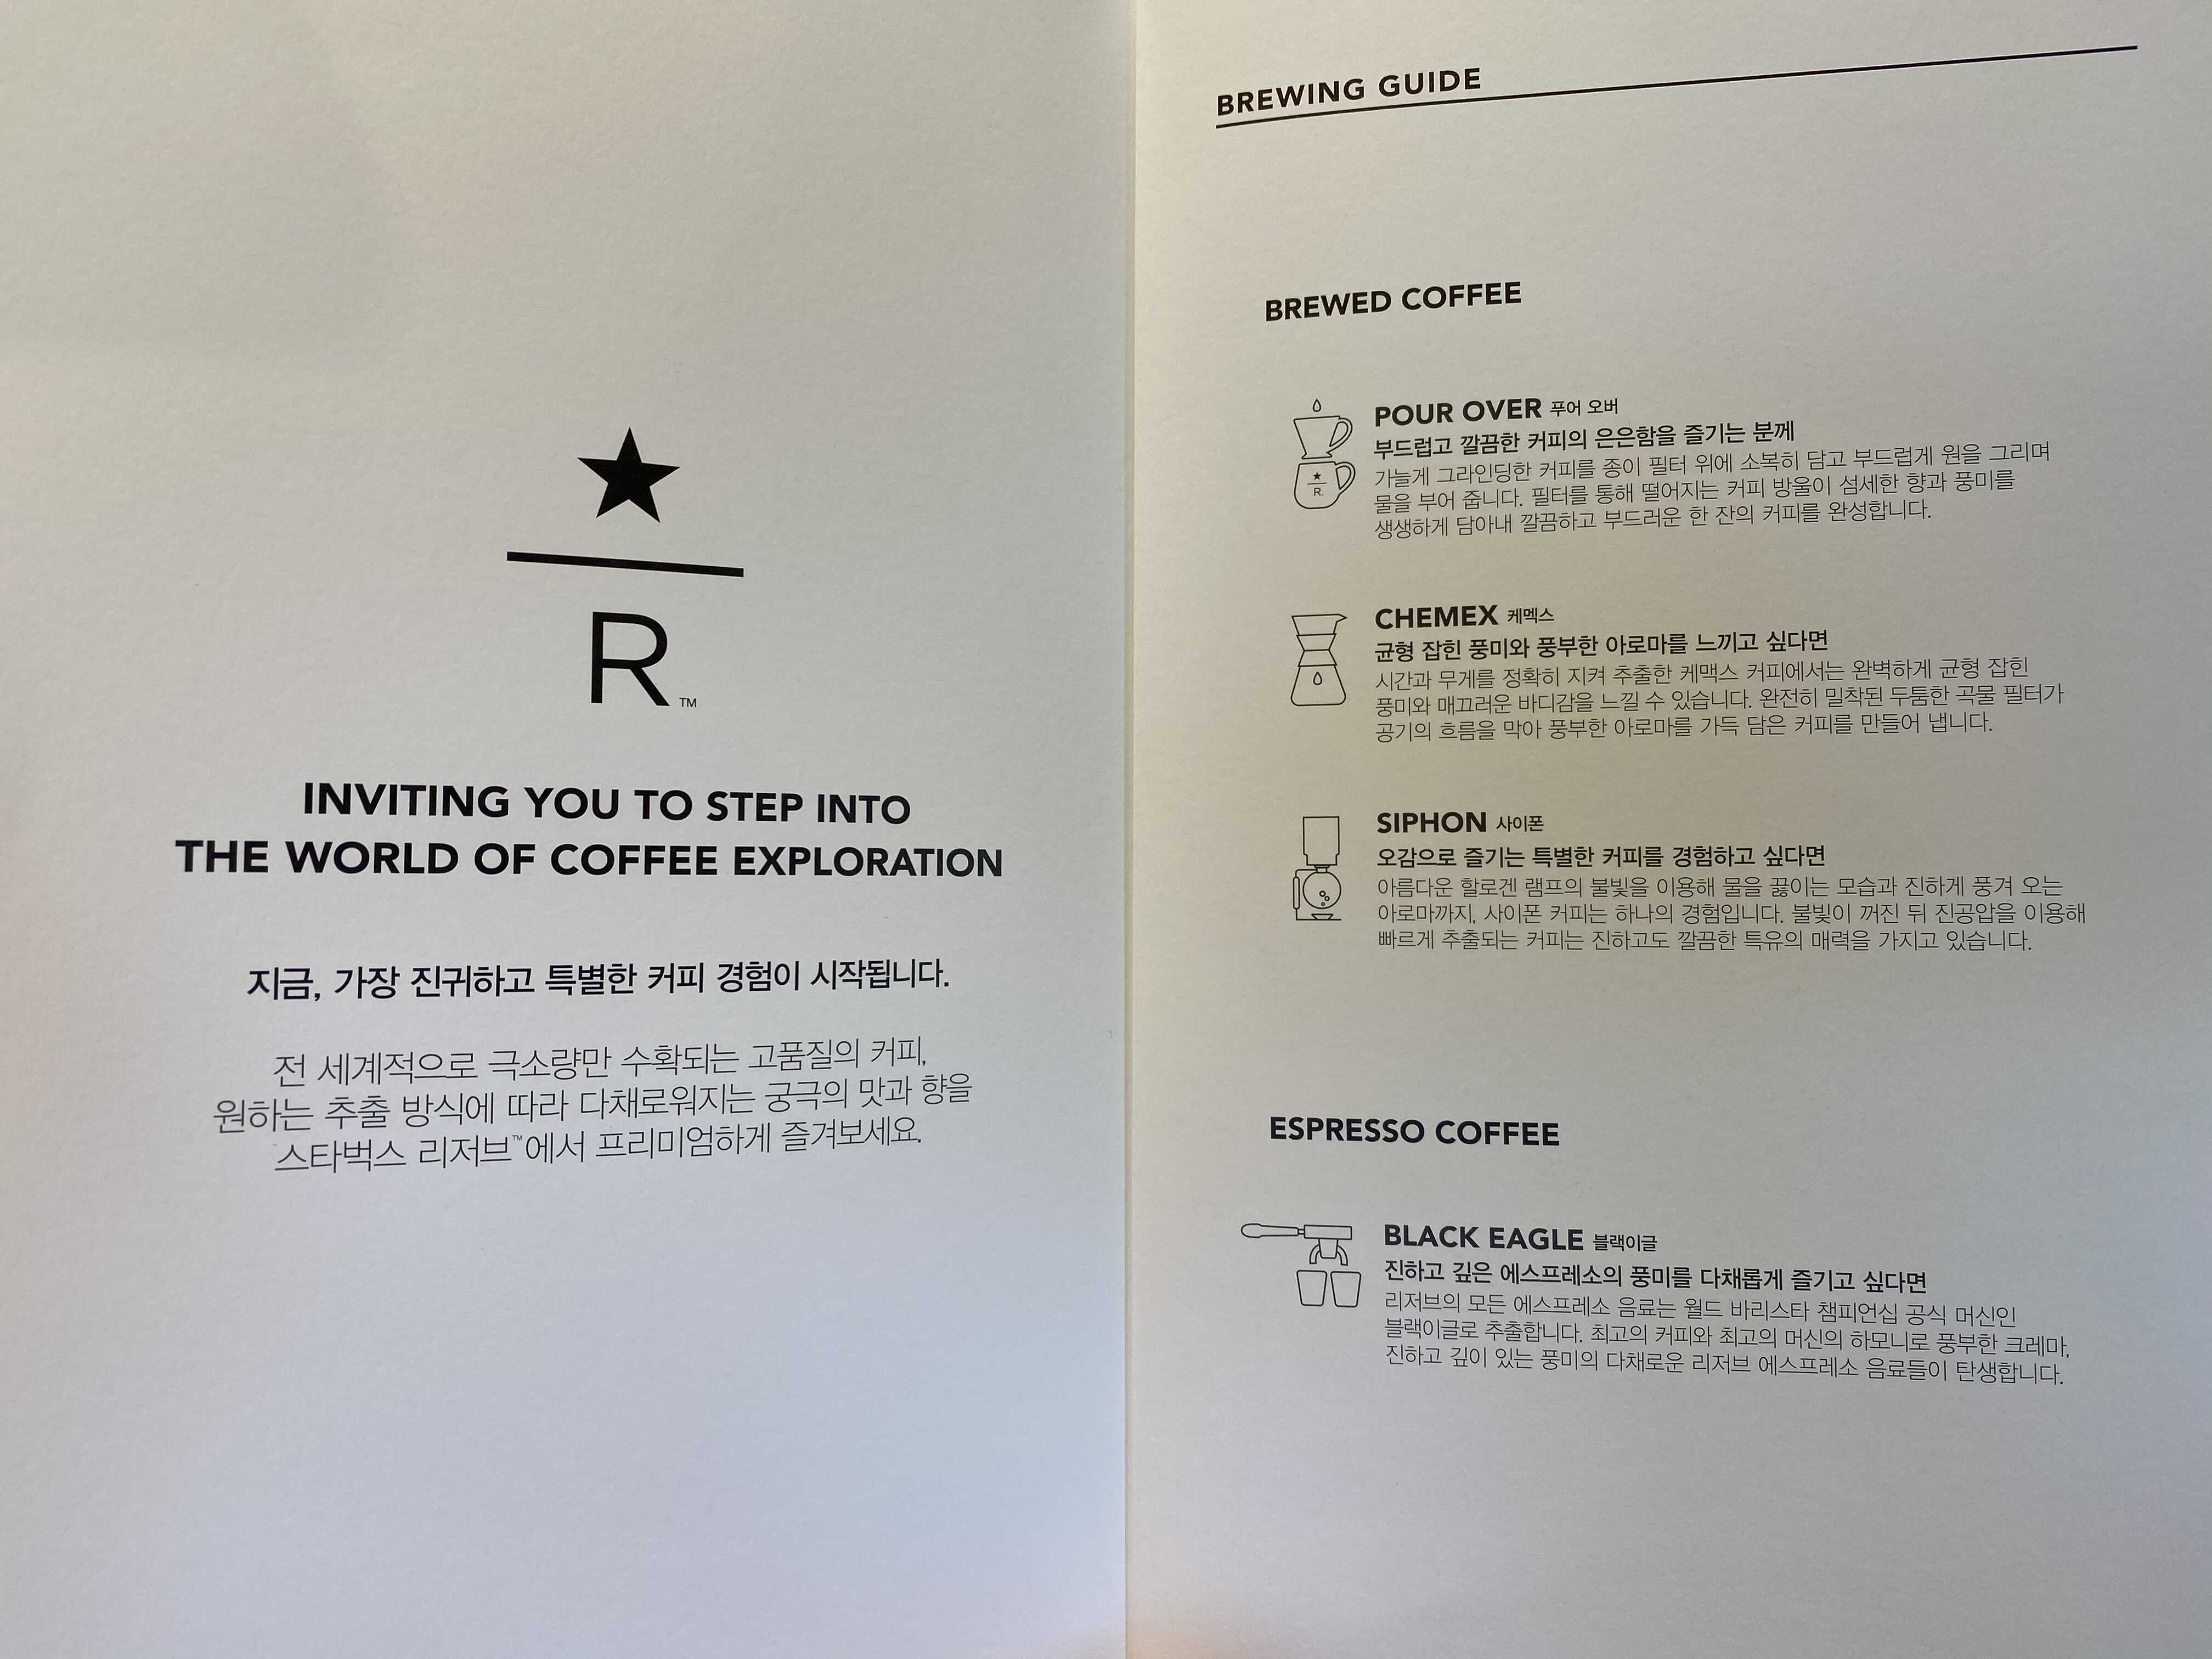 R™
INVITING YOU TO STEP INTO
THE WORLD OF COFFEE EXPLORATION
지금, 가장 진귀하고 특별한 커피 경험이 시작됩니다.
전 세계적으로 극소량만 수확되는 고품질의 커피,
원하는 추출 방식에 따라 다채로워지는 궁극의 맛과 향을
스타벅스 리저브™에서 프리미엄하게 즐겨보세요.
BREWING GUIDE
BREWED COFFEE
R
POUR OVER 푸어 오버
부드럽고 깔끔한 커피의 은은함을 즐기는 분께
가늘게 그라인딩한 커피를 종이 필터 위에 소복히 담고 부드럽게 원을 그리며
물을 부어 줍니다. 필터를 통해 떨어지는 커피 방울이 섬세한 향과 풍미를
생생하게 담아내 깔끔하고 부드러운 한 잔의 커피를 완성합니다.
CHEMEX 케멕스
균형 잡힌 풍미와 풍부한 아로마를 느끼고 싶다면
시간과 무게를 정확히 지켜 추출한 케맥스 커피에서는 완벽하게 균형 잡힌
풍미와 매끄러운 바디감을 느낄 수 있습니다. 완전히 밀착된 두툼한 곡물 필터가
공기의 흐름을 막아 풍부한 아로마를 가득 담은 커피를 만들어 냅니다.
SIPHON 사이폰
오감으로 즐기는 특별한 커피를 경험하고 싶다면
아름다운 할로겐 램프의 불빛을 이용해 물을 끓이는 모습과 진하게 풍겨 오는
아로마까지, 사이폰 커피는 하나의 경험입니다. 불빛이 꺼진 뒤 진공압을 이용해
빠르게 추출되는 커피는 진하고도 깔끔한 특유의 매력을 가지고 있습니다.
ESPRESSO COFFEE
BLACK EAGLE 블랙이글
진하고 깊은 에스프레소의 풍미를 다채롭게 즐기고 싶다면
리저브의 모든 에스프레소 음료는 월드 바리스타 챔피언십 공식 머신인
블랙이글로 추출합니다. 최고의 커피와 최고의 머신의 하모니로 풍부한 크레마,
진하고 깊이 있는 풍미의 다채로운 리저브 에스프레소 음료들이 탄생합니다.